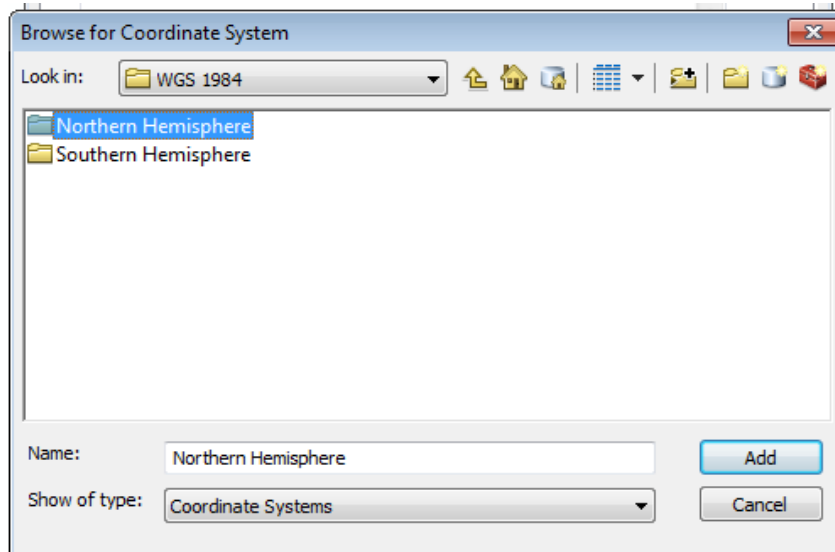 Browse for Coordinate System
Look in: WGS 1984
Northern Hemisphere
Southern Hemisphere
Name: Northern Hemisphere Add
Show of type: Coordinate Systems Cancel